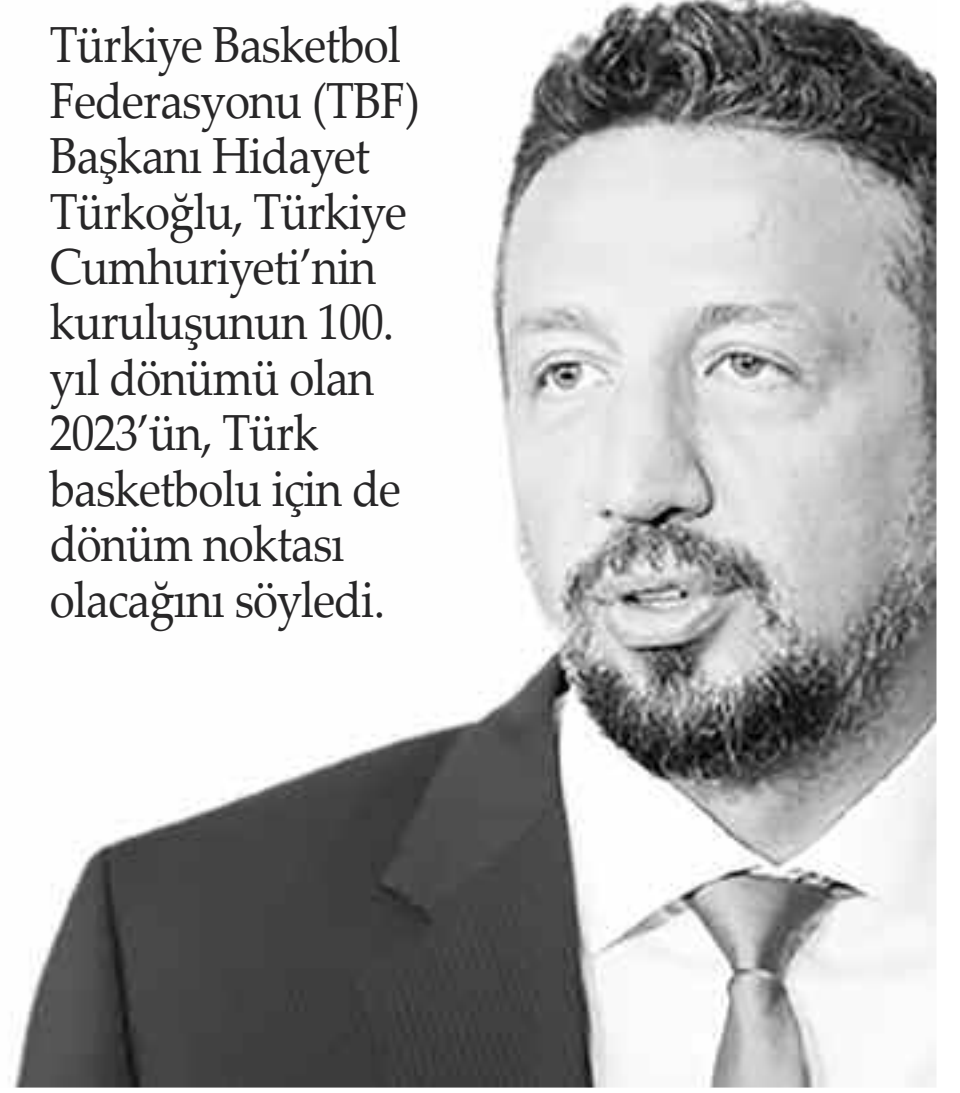 Türkiye Basketbol
Federasyonu (TBF)
Başkanı Hidayet
Türkoğlu, Türkiye
Cumhuriyeti’nin
kuruluşunun 100.
yıl dönümü olan
2023’ün, Türk
basketbolu için de
dönüm noktası
olacağını söyledi.